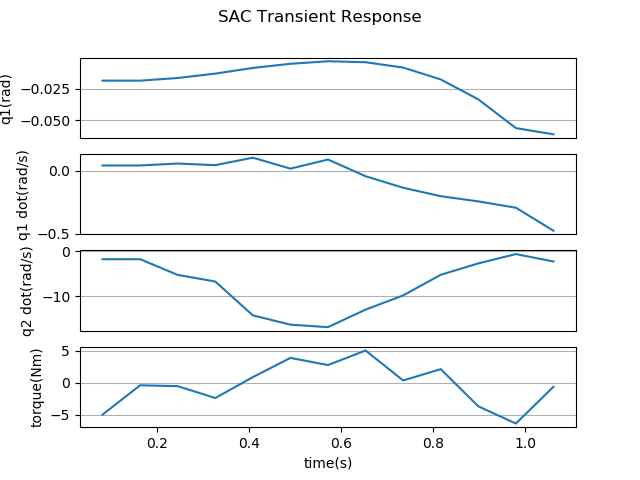 SAC Transient Response
q1(rad)
−0.025
−0.050
q1 dot(rad/s)
0.0
−0.5
q2 dot(rad/s)
0
−10
torque(Nm)
5
0
−5
0.2 0.4 0.6 0.8 1.0
time(s)